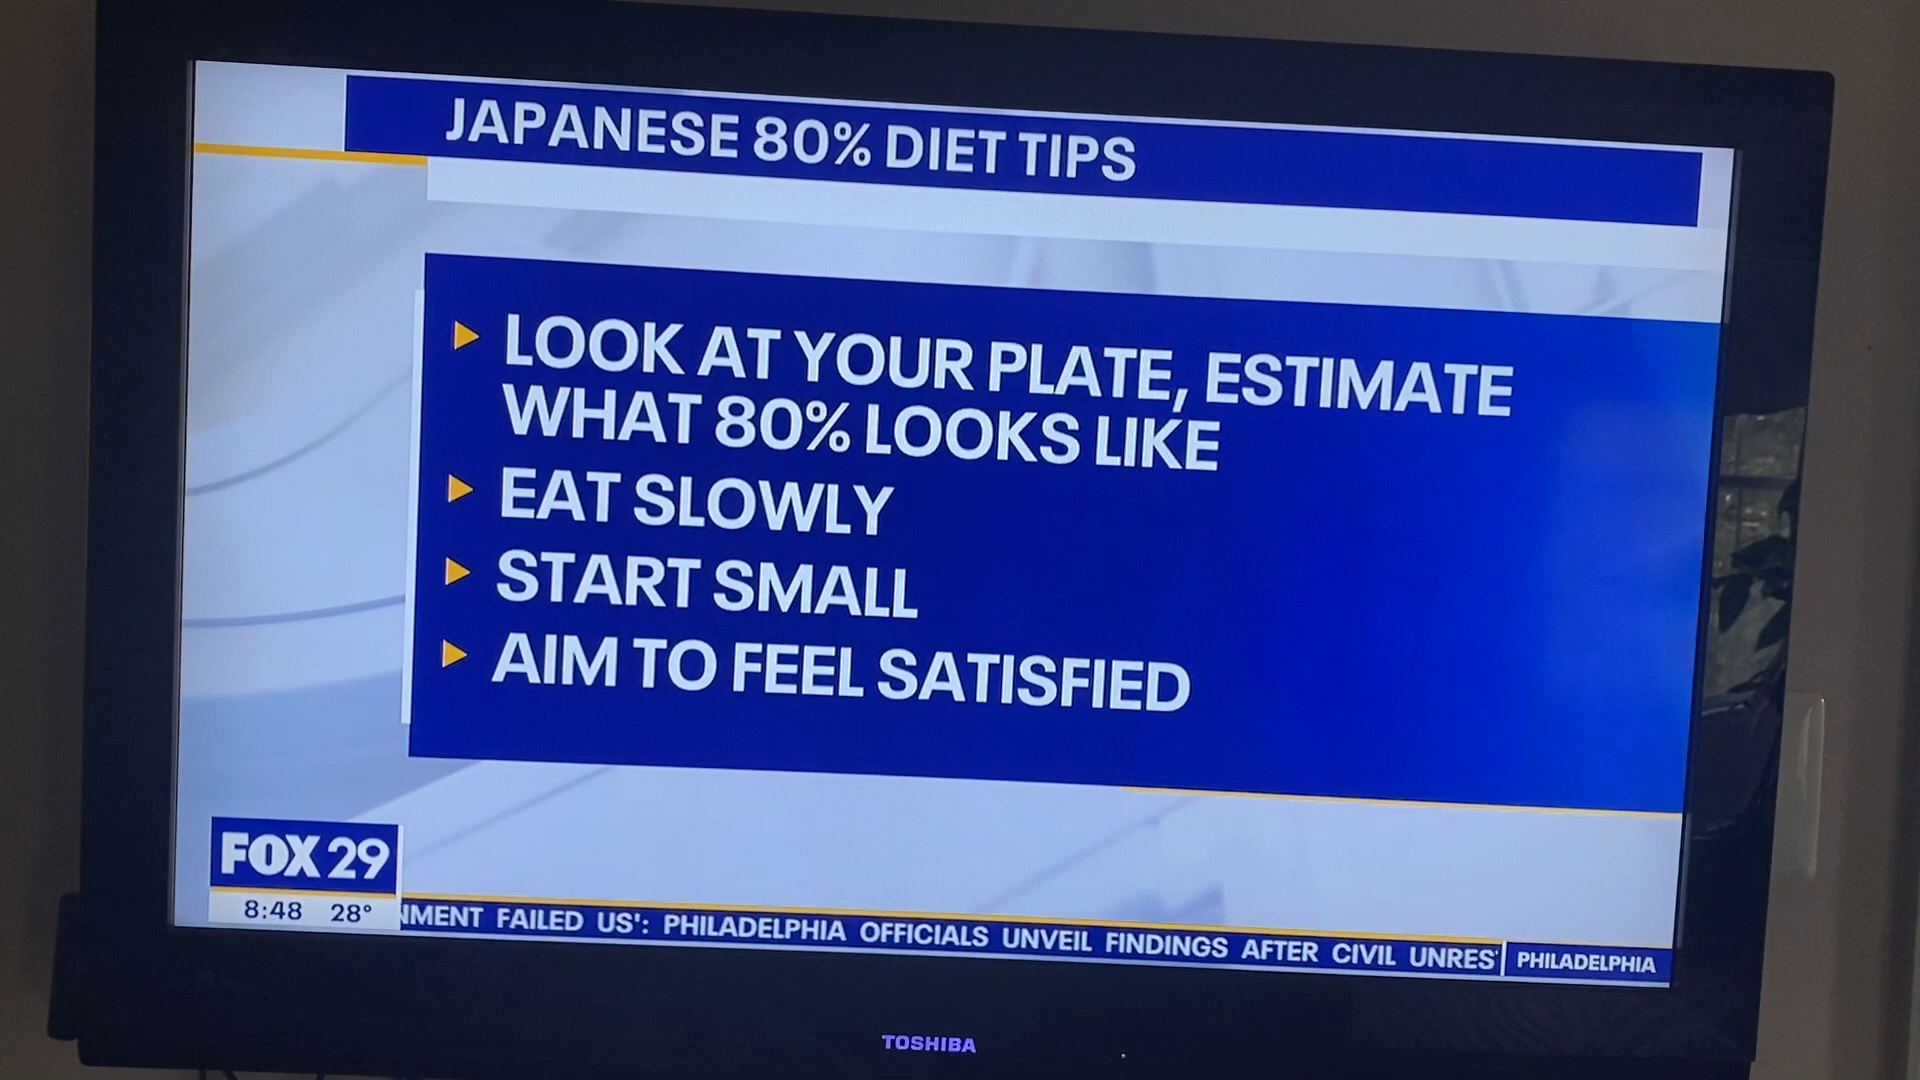 JAPANESE 80% DIET TIPS
LOOK AT YOUR PLATE, ESTIMATE
WHAT 80% LOOKS LIKE
EAT SLOWLY
START SMALL
AIM TO FEEL SATISFIED
FOX 29
8:48 28°
NMENT FAILED US': PHILADELPHIA OFFICIALS UNVEIL FINDINGS AFTER CIVIL UNRES
PHILADELPHIA
TOSHIBA